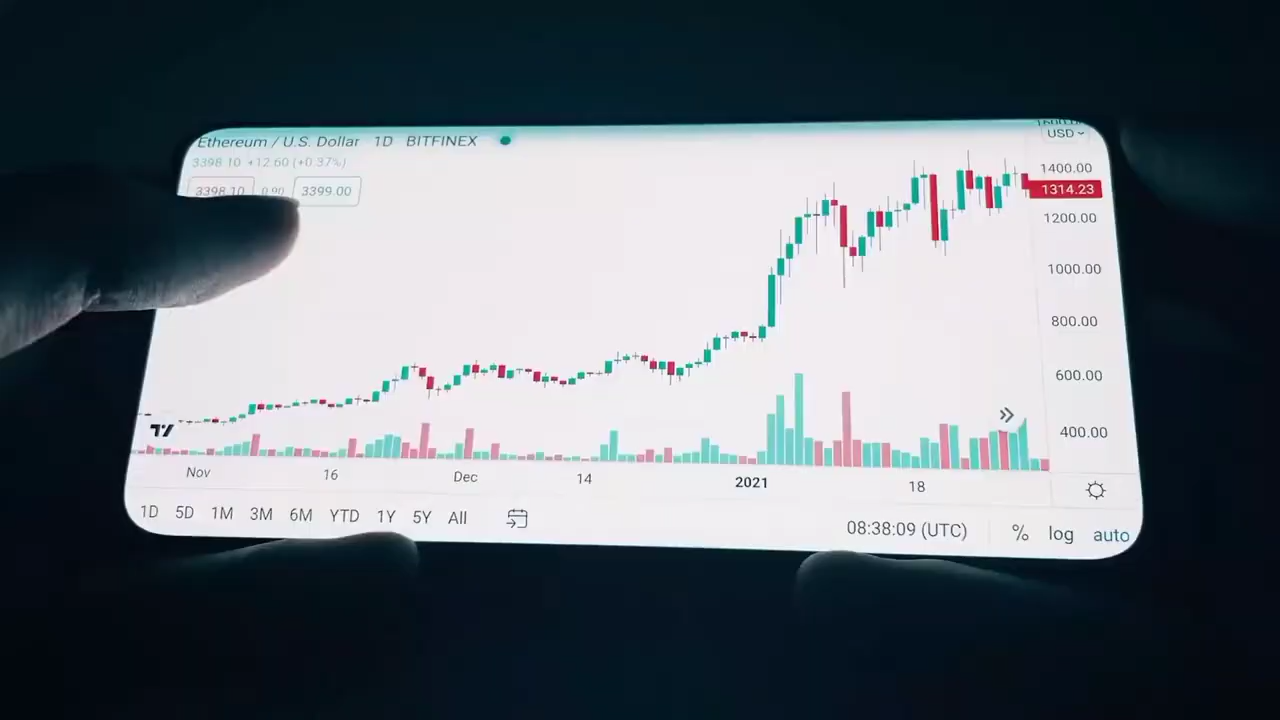 Ethereum / U.S. Dollar 1D BITFINEX
3398.10 +12.60 (+0.37%)
3398.10 0.90 3399.00
USD
1400.00
1314.23
1200.00
1000.00
800.00
600.00
400.00
Nov 16 Dec 14 2021 18
1D 5D 1M 3M 6M YTD 1Y 5Y All
08:38:09 (UTC) % log auto